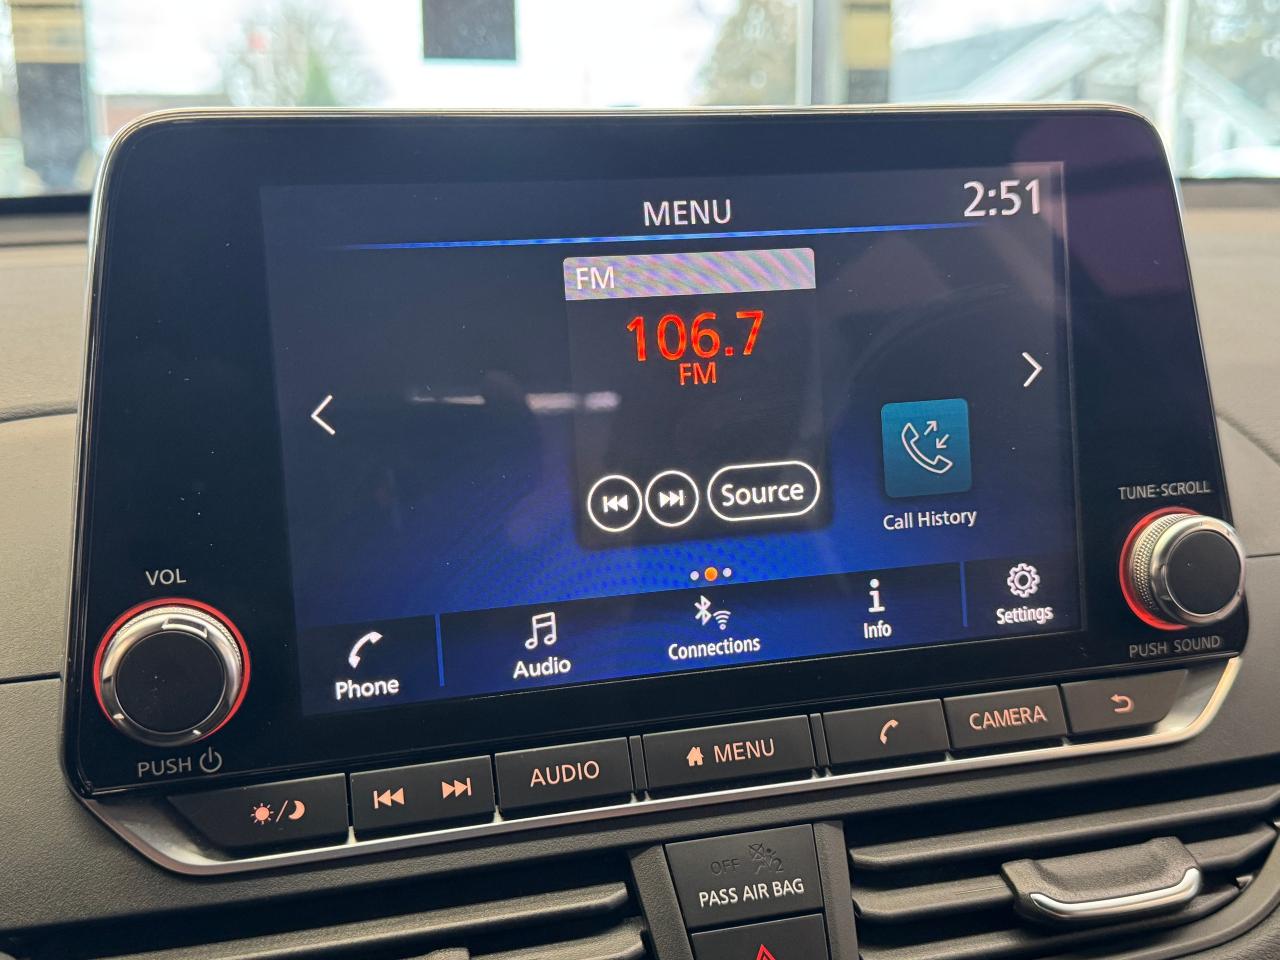 MENU
2:51
FM
106.7
FM
Source
Call History
TUNE·SCROLL
VOL
Phone
Audio
Connections
Info
Settings
PUSH SOUND
PUSH
AUDIO
MENU
CAMERA
OFF
2
PASS AIR BAG